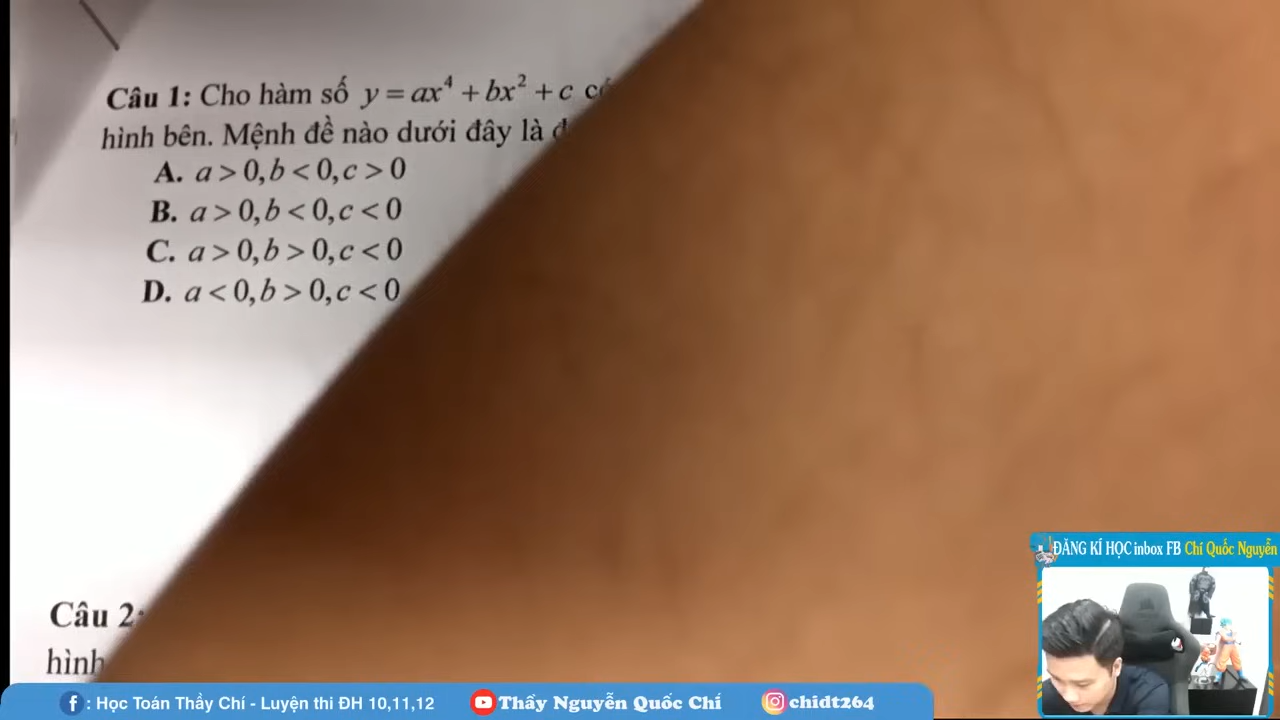 Câu 1: Cho hàm số y = ax⁴ + bx² + c
hình bên. Mệnh đề nào dưới đây là
A. a > 0, b < 0, c > 0
B. a > 0, b < 0, c < 0
C. a > 0, b > 0, c < 0
D. a < 0, b > 0, c < 0
Câu 2
hình
ĐĂNG KÍ HỌC inbox FB Chí Quốc Nguyễn
: Học Toán Thầy Chí - Luyện thi ĐH 10,11,12
Thầy Nguyễn Quốc Chí
chidt264